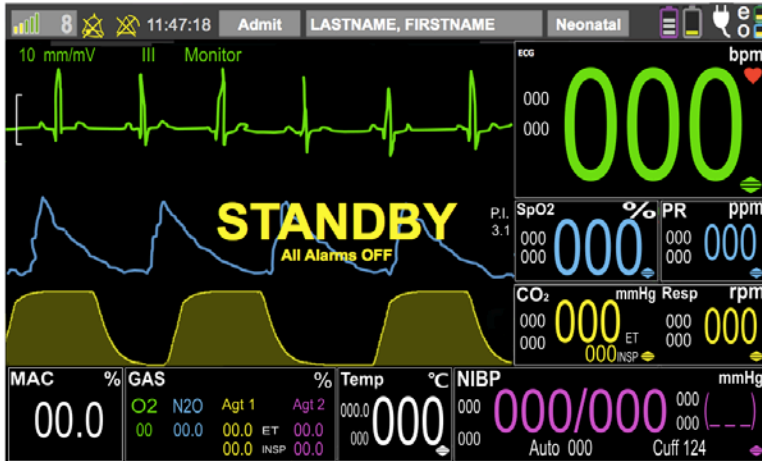 8 11:47:18 Admit LASTNAME, FIRSTNAME Neonatal e
o
10 mm/mV III Monitor
ECG bpm
000
000
000
STANDBY
All Alarms OFF
P.I.
3.1
SpO2 %
000
000
000
PR ppm
000
000
000
CO2 mmHg
000
000
000
ET
000 INSP
Resp rpm
000
000
000
MAC %
00.0
GAS %
O2 N2O Agt 1 Agt 2
00 00.0 00.0 ET 00.0
00.0 INSP 00.0
Temp °C
000.0
000
000
NIBP mmHg
000
000
000/000
000
000
(_ _ _)
Auto 000 Cuff 124